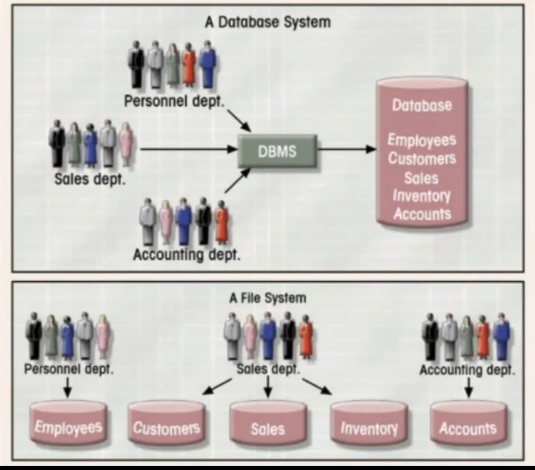 A Database System
Personnel dept.
Sales dept.
Accounting dept.
DBMS
Database
Employees
Customers
Sales
Inventory
Accounts
A File System
Personnel dept.
Sales dept.
Accounting dept.
Employees
Customers
Sales
Inventory
Accounts